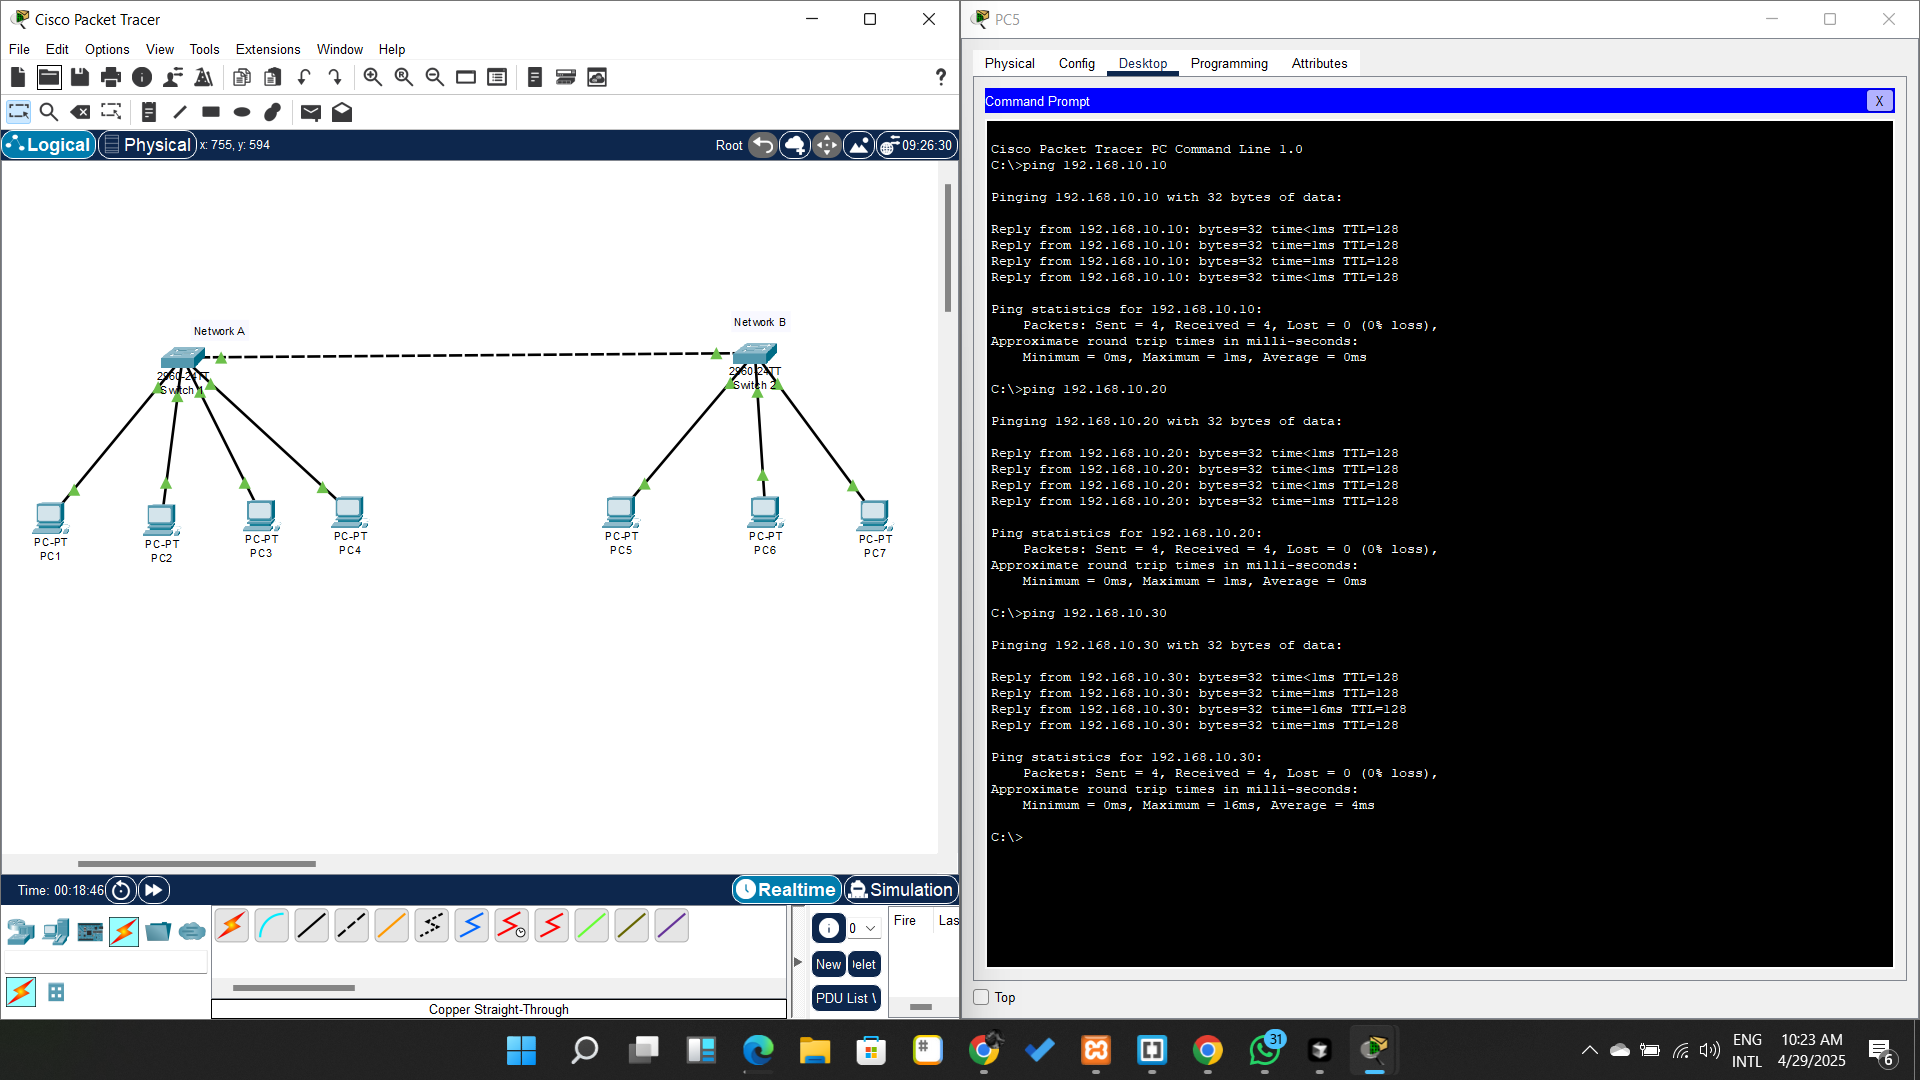 Cisco Packet Tracer
File Edit Options View Tools Extensions Window Help
?
Logical Physical x: 755, y: 594 Root 09:26:30
Network A
2960-24TT
Switch 1
Network B
2960-24TT
Switch 2
PC-PT
PC1
PC-PT
PC2
PC-PT
PC3
PC-PT
PC4
PC-PT
PC5
PC-PT
PC6
PC-PT
PC7
Time: 00:18:46 Realtime Simulation
0
New
elet
PDU List
Fire Las
Copper Straight-Through
PC5
Physical Config Desktop Programming Attributes
Command Prompt X
Cisco Packet Tracer PC Command Line 1.0
C:\>ping 192.168.10.10
Pinging 192.168.10.10 with 32 bytes of data:
Reply from 192.168.10.10: bytes=32 time<1ms TTL=128
Reply from 192.168.10.10: bytes=32 time=1ms TTL=128
Reply from 192.168.10.10: bytes=32 time=1ms TTL=128
Reply from 192.168.10.10: bytes=32 time<1ms TTL=128
Ping statistics for 192.168.10.10:
Packets: Sent = 4, Received = 4, Lost = 0 (0% loss),
Approximate round trip times in milli-seconds:
Minimum = 0ms, Maximum = 1ms, Average = 0ms
C:\>ping 192.168.10.20
Pinging 192.168.10.20 with 32 bytes of data:
Reply from 192.168.10.20: bytes=32 time<1ms TTL=128
Reply from 192.168.10.20: bytes=32 time<1ms TTL=128
Reply from 192.168.10.20: bytes=32 time<1ms TTL=128
Reply from 192.168.10.20: bytes=32 time=1ms TTL=128
Ping statistics for 192.168.10.20:
Packets: Sent = 4, Received = 4, Lost = 0 (0% loss),
Approximate round trip times in milli-seconds:
Minimum = 0ms, Maximum = 1ms, Average = 0ms
C:\>ping 192.168.10.30
Pinging 192.168.10.30 with 32 bytes of data:
Reply from 192.168.10.30: bytes=32 time<1ms TTL=128
Reply from 192.168.10.30: bytes=32 time=1ms TTL=128
Reply from 192.168.10.30: bytes=32 time=16ms TTL=128
Reply from 192.168.10.30: bytes=32 time=1ms TTL=128
Ping statistics for 192.168.10.30:
Packets: Sent = 4, Received = 4, Lost = 0 (0% loss),
Approximate round trip times in milli-seconds:
Minimum = 0ms, Maximum = 16ms, Average = 4ms
C:\>
Top
31
ENG
INTL
10:23 AM
4/29/2025
6